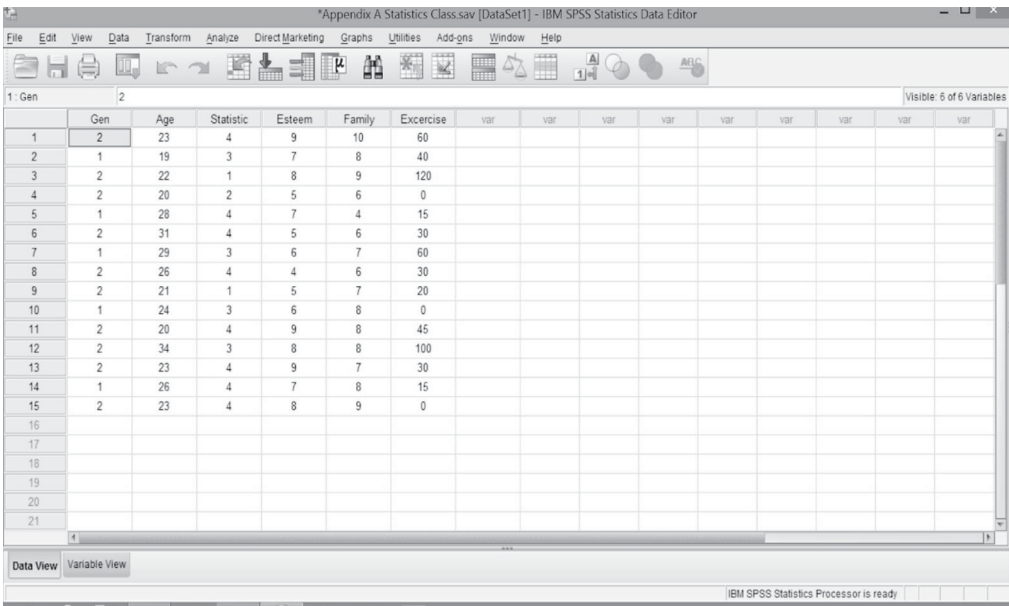 *Appendix A Statistics Class.sav [DataSet1] - IBM SPSS Statistics Data Editor
File Edit View Data Transform Analyze Direct Marketing Graphs Utilities Add-ons Window Help
1 : Gen 2 Visible: 6 of 6 Variables
Gen Age Statistic Esteem Family Excercise var var var var var var var var
1 2 23 4 9 10 60
2 1 19 3 7 8 40
3 2 22 1 8 9 120
4 2 20 2 5 6 0
5 1 28 4 7 4 15
6 2 31 4 5 6 30
7 1 29 3 6 7 60
8 2 26 4 4 6 30
9 2 21 1 5 7 20
10 1 24 3 6 8 0
11 2 20 4 9 8 45
12 2 34 3 8 8 100
13 2 23 4 9 7 30
14 1 26 4 7 8 15
15 2 23 4 8 9 0
16
17
18
19
20
21
Data View Variable View
IBM SPSS Statistics Processor is ready